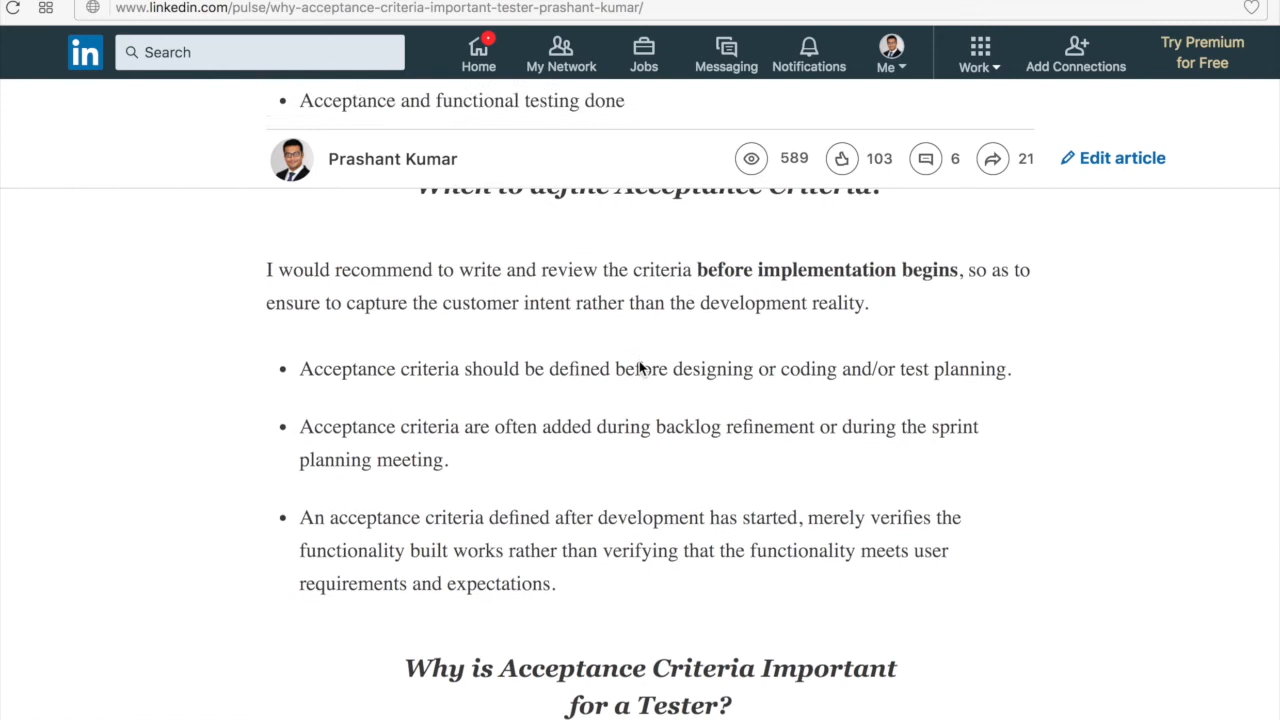 www.linkedin.com/pulse/why-acceptance-criteria-important-tester-prashant-kumar/
in
Search
Home
My Network
Jobs
Messaging
Notifications
Me
Work
Add Connections
Try Premium
for Free
• Acceptance and functional testing done
Prashant Kumar
589
103
6
21
Edit article
When to define Acceptance Criteria?
I would recommend to write and review the criteria before implementation begins, so as to
ensure to capture the customer intent rather than the development reality.
• Acceptance criteria should be defined before designing or coding and/or test planning.
• Acceptance criteria are often added during backlog refinement or during the sprint
planning meeting.
• An acceptance criteria defined after development has started, merely verifies the
functionality built works rather than verifying that the functionality meets user
requirements and expectations.
Why is Acceptance Criteria Important
for a Tester?